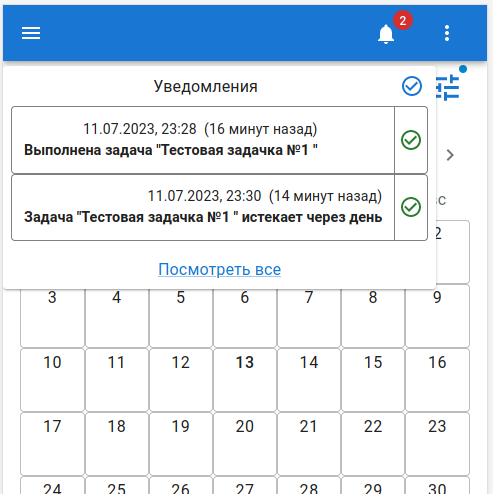 2
Уведомления
11.07.2023, 23:28 (16 минут назад)
Выполнена задача "Тестовая задачка №1 "
11.07.2023, 23:30 (14 минут назад)
Задача "Тестовая задачка №1 " истекает через день
Посмотреть все
вс
2
3 4 5 6 7 8 9
10 11 12 13 14 15 16
17 18 19 20 21 22 23
24 25 26 27 28 29 30